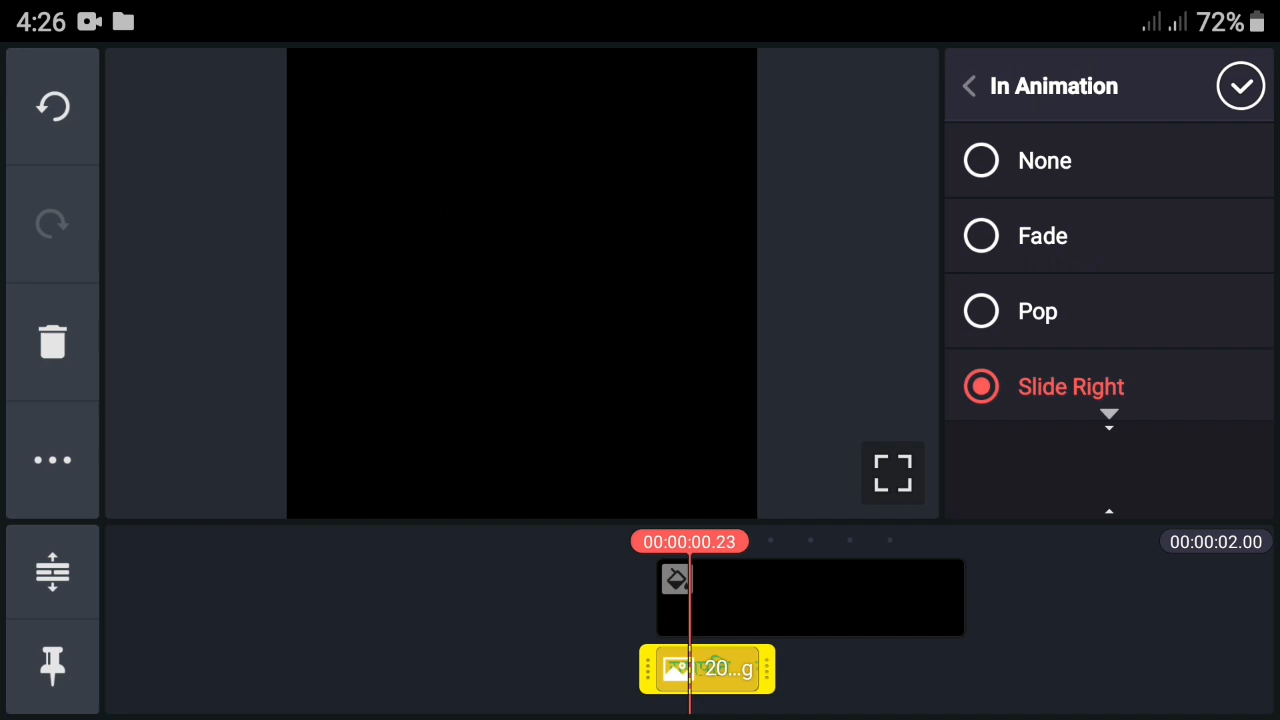 4:26
72%
In Animation
None
Fade
Pop
Slide Right
00:00:00.23
00:00:02.00
20...g